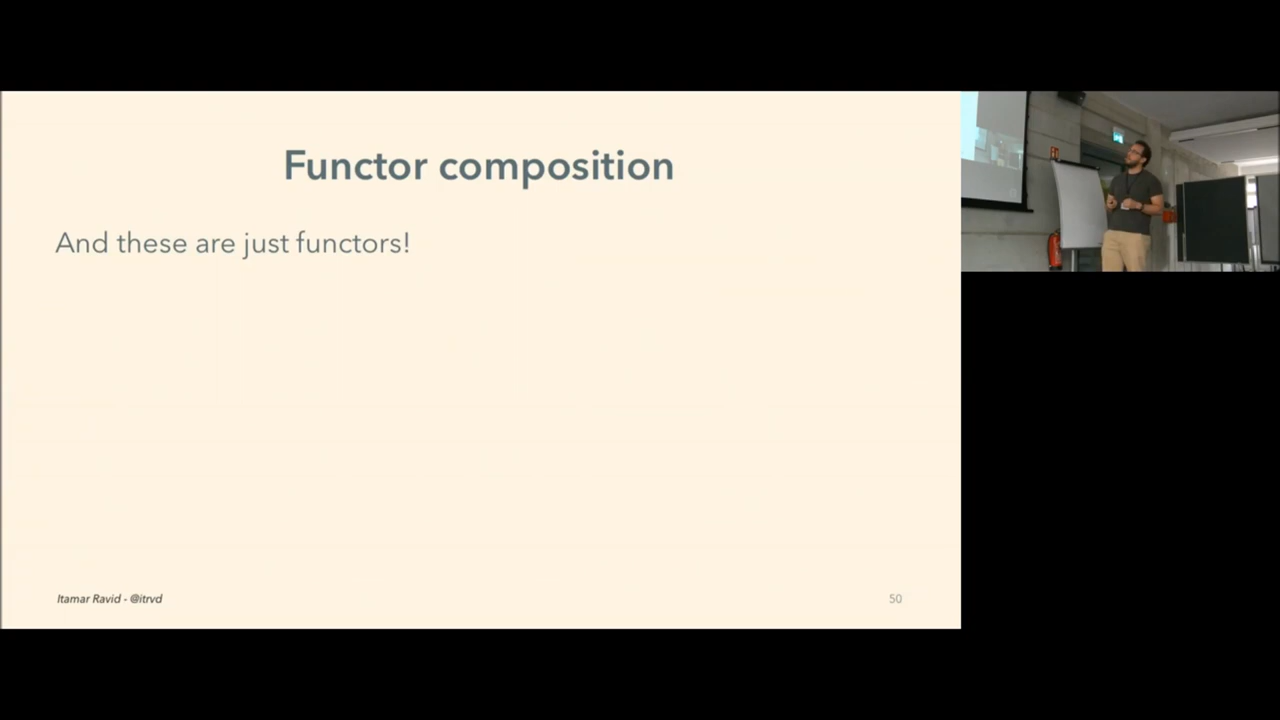 Functor composition
And these are just functors!
Itamar Ravid - @itrvd
50